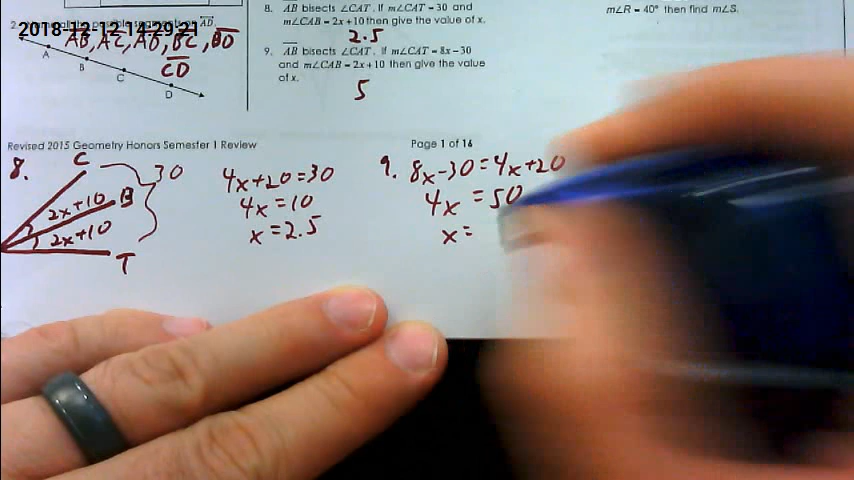 2018-12-12 14:29:21
2.
AB, AC, AD, BC, BD
CD
A
B
C
D
8. AB bisects ∠CAT. If m∠CAT = 30 and
m∠CAB = 2x + 10 then give the value of x.
2.5
9. AB bisects ∠CAT. If m∠CAT = 8x – 30
and m∠CAB = 2x + 10 then give the value
of x.
5
m∠R = 40° then find m∠S.
Revised 2015 Geometry Honors Semester 1 Review
Page 1 of 16
8.
C
30
2x+10
B
2x+10
T
4x+20=30
4x=10
x=2.5
9. 8x-30=4x+20
4x =50
x=